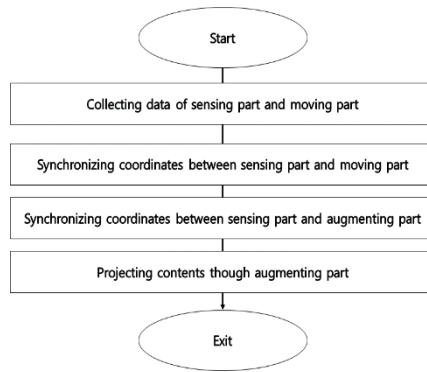 Start
Collecting data of sensing part and moving part
Synchronizing coordinates between sensing part and moving part
Synchronizing coordinates between sensing part and augmenting part
Projecting contents though augmenting part
Exit